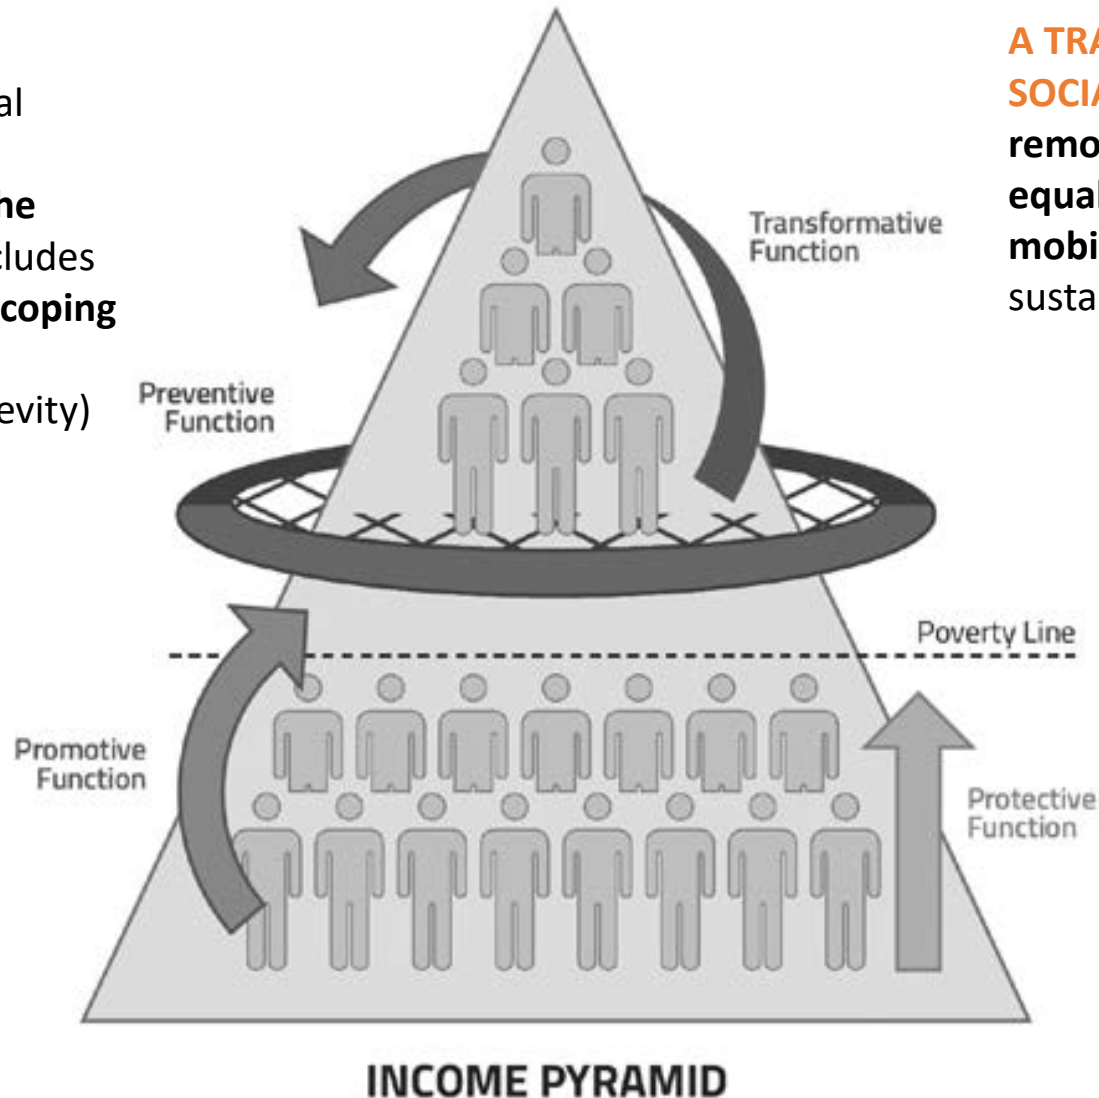 al
he
cludes
coping
evity)
A TRA
SOCIA
remo
equal
mobi
susta
Transformative
Function
Preventive
Function
Poverty Line
Promotive
Function
Protective
Function
INCOME PYRAMID